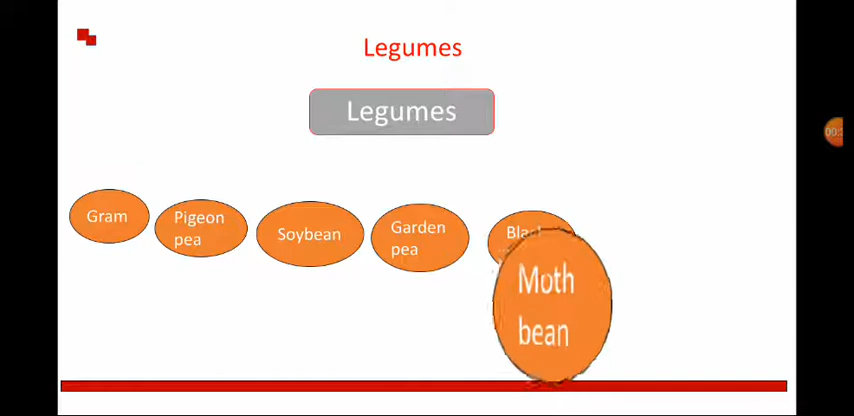 Legumes
Legumes
Gram
Pigeon
pea
Soybean
Garden
pea
Moth
bean